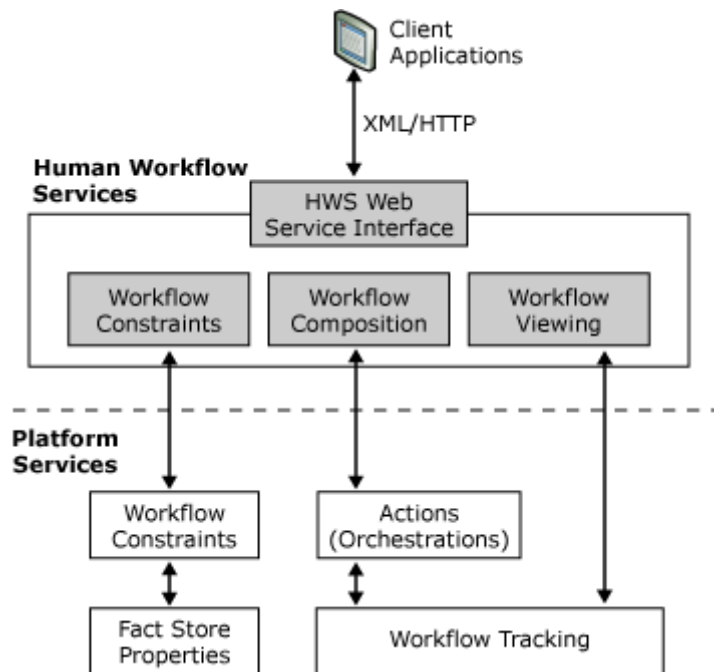 Client
Applications
XML/HTTP
Human Workflow
Services
HWS Web
Service Interface
Workflow
Constraints
Workflow
Composition
Workflow
Viewing
Platform
Services
Workflow
Constraints
Actions
(Orchestrations)
Fact Store
Properties
Workflow Tracking